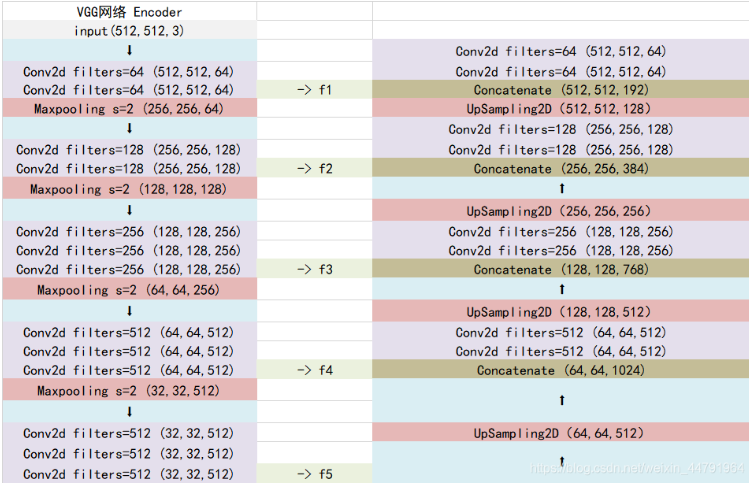 VGG网络 Encoder
input(512,512,3)
⬇
Conv2d filters=64 (512,512,64)
Conv2d filters=64 (512,512,64)
Maxpooling s=2 (256,256,64)
⬇
Conv2d filters=128 (256,256,128)
Conv2d filters=128 (256,256,128)
Maxpooling s=2 (128,128,128)
⬇
Conv2d filters=256 (128,128,256)
Conv2d filters=256 (128,128,256)
Conv2d filters=256 (128,128,256)
Maxpooling s=2 (64,64,256)
⬇
Conv2d filters=512 (64,64,512)
Conv2d filters=512 (64,64,512)
Conv2d filters=512 (64,64,512)
Maxpooling s=2 (32,32,512)
⬇
Conv2d filters=512 (32,32,512)
Conv2d filters=512 (32,32,512)
Conv2d filters=512 (32,32,512)
-> f1
-> f2
-> f3
-> f4
-> f5
Conv2d filters=64 (512,512,64)
Conv2d filters=64 (512,512,64)
Concatenate (512,512,192)
UpSampling2D (512,512,128)
Conv2d filters=128 (256,256,128)
Conv2d filters=128 (256,256,128)
Concatenate (256,256,384)
⬆
UpSampling2D (256,256,256)
Conv2d filters=256 (128,128,256)
Conv2d filters=256 (128,128,256)
Concatenate (128,128,768)
⬆
UpSampling2D (128,128,512)
Conv2d filters=512 (64,64,512)
Conv2d filters=512 (64,64,512)
Concatenate (64,64,1024)
⬆
UpSampling2D (64,64,512)
⬆
https://blog.csdn.net/weixin_44791964